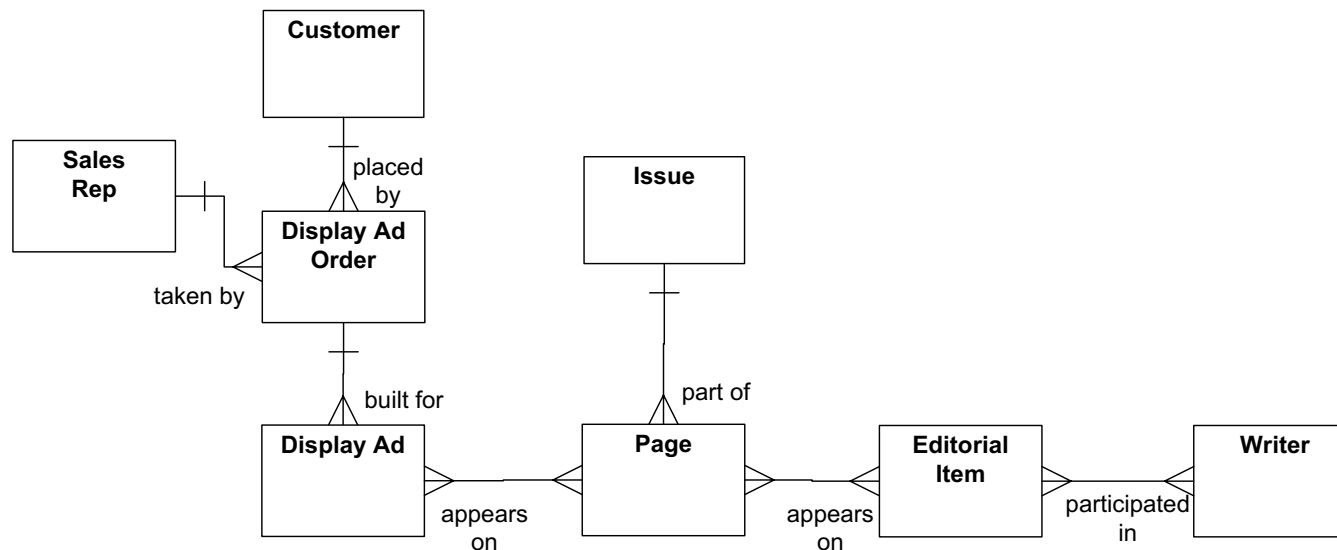 Customer
Sales
Rep
placed
by
Issue
Display Ad
Order
taken by
built for
part of
Display Ad
Page
Editorial
Item
Writer
appears
on
appears
on
participated
in